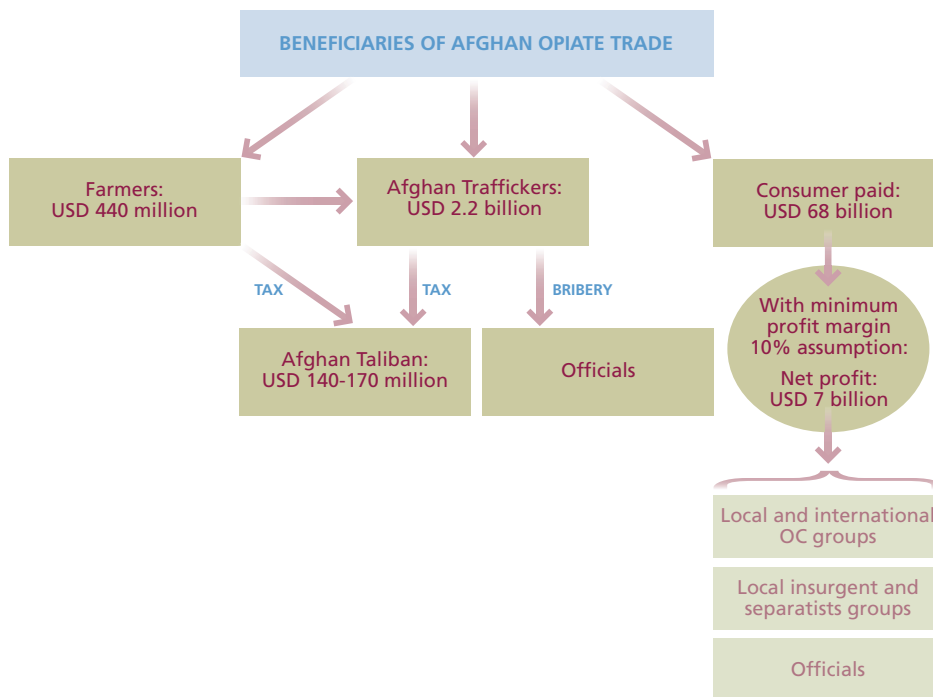 BENEFICIARIES OF AFGHAN OPIATE TRADE
Farmers:
USD 440 million
Afghan Traffickers:
USD 2.2 billion
Consumer paid:
USD 68 billion
TAX
TAX
BRIBERY
With minimum
profit margin
10% assumption:
Net profit:
USD 7 billion
Afghan Taliban:
USD 140-170 million
Officials
Local and international
OC groups
Local insurgent and
separatists groups
Officials